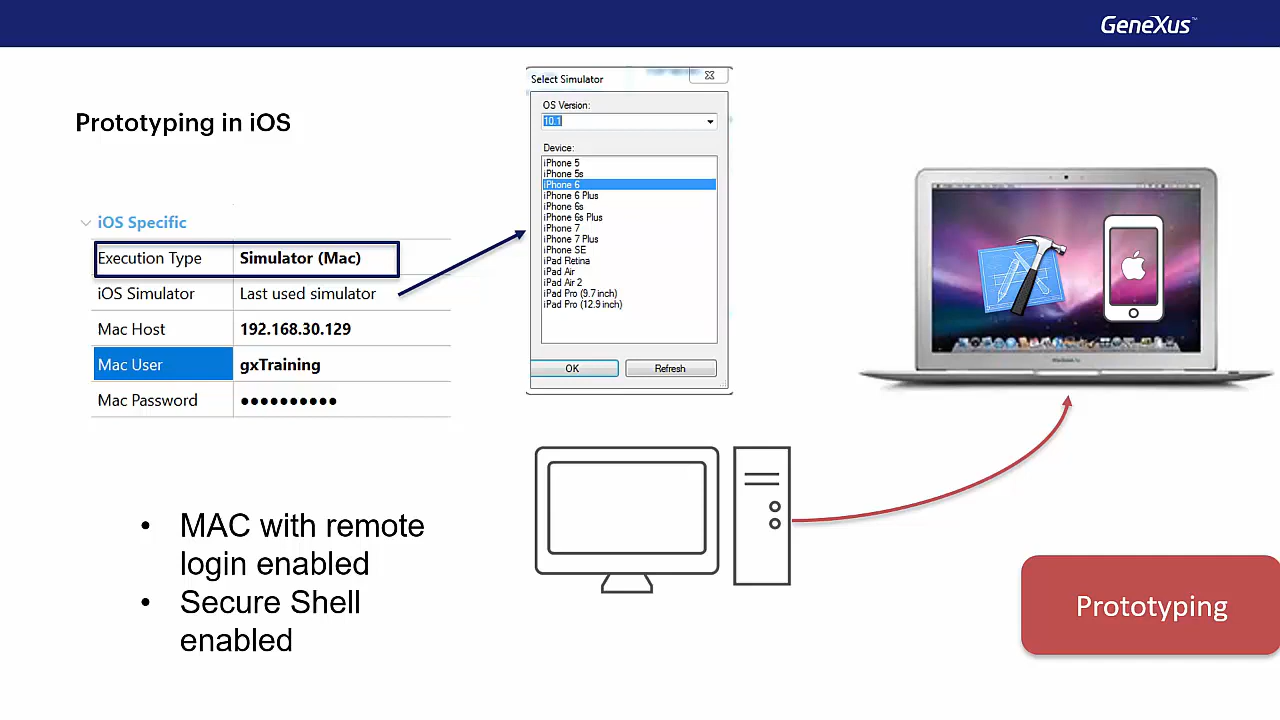 GeneXus™
Prototyping in iOS
iOS Specific
Execution Type Simulator (Mac)
iOS Simulator Last used simulator
Mac Host 192.168.30.129
Mac User gxTraining
Mac Password ●●●●●●●●●●
Select Simulator
OS Version:
10.1
Device:
iPhone 5
iPhone 5s
iPhone 6
iPhone 6 Plus
iPhone 6s
iPhone 6s Plus
iPhone 7
iPhone 7 Plus
iPhone SE
iPad Retina
iPad Air
iPad Air 2
iPad Pro (9.7 inch)
iPad Pro (12.9 inch)
OK Refresh
• MAC with remote
login enabled
• Secure Shell
enabled
Prototyping